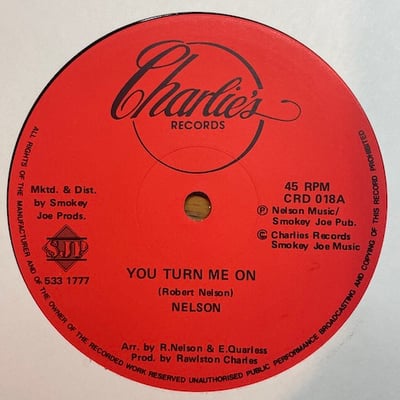 Charlie's
RECORDS
Mktd. & Dist.
by Smokey
Joe Prods.
SJP
533 1777
45 RPM
CRD 018A
Ⓟ Nelson Music/
Smokey Joe Pub.
© Charlies Records
Smokey Joe Music
YOU TURN ME ON
(Robert Nelson)
NELSON
Arr. by R.Nelson & E.Quarless
Prod. by Rawlston Charles
ALL RIGHTS OF THE MANUFACTURER AND OF THE OWNER OF THE RECORDED WORK RESERVED UNAUTHORISED PUBLIC PERFORMANCE BROADCASTING AND COPYING OF THIS RECORD PROHIBITED